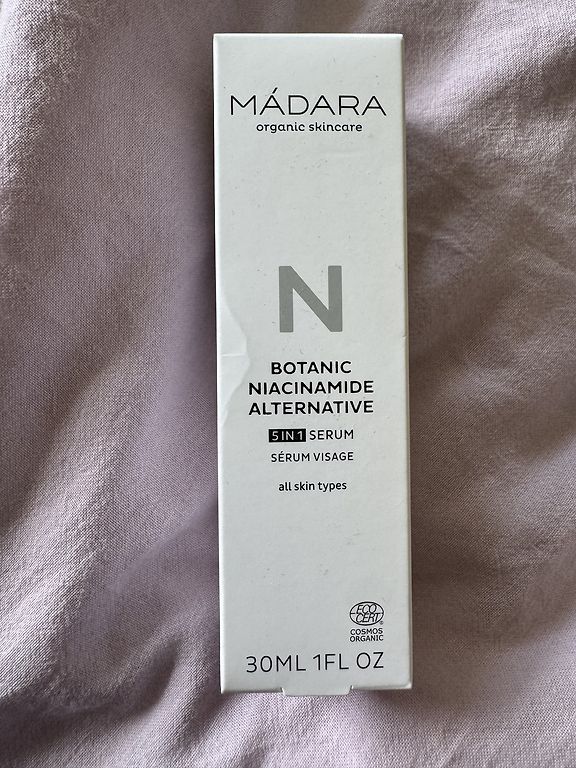 MÁDARA
organic skincare
N
BOTANIC
NIACINAMIDE
ALTERNATIVE
5 IN 1 SERUM
SÉRUM VISAGE
all skin types
ECO
CERT
COSMOS
ORGANIC
30ML 1FL OZ